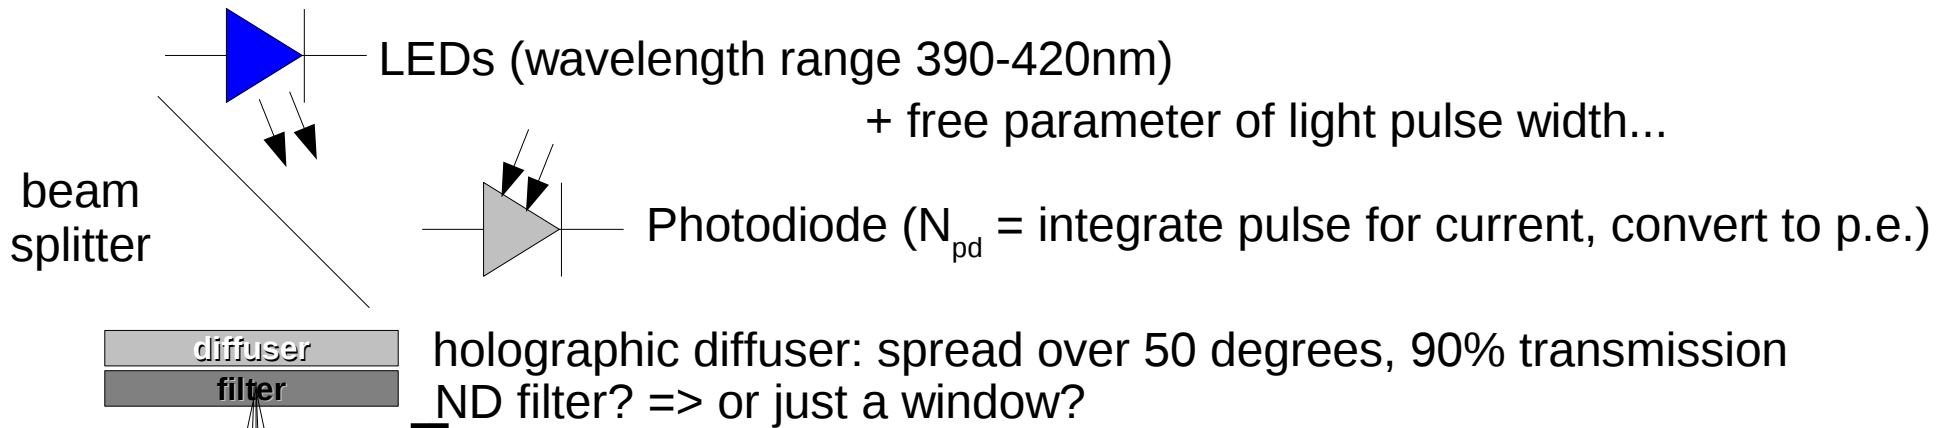 LEDs (wavelength range 390-420nm)
+ free parameter of light pulse width...
beam
splitter
Photodiode (Npd = integrate pulse for current, convert to p.e.)
diffuser
holographic diffuser: spread over 50 degrees, 90% transmission
filter
ND filter? => or just a window?